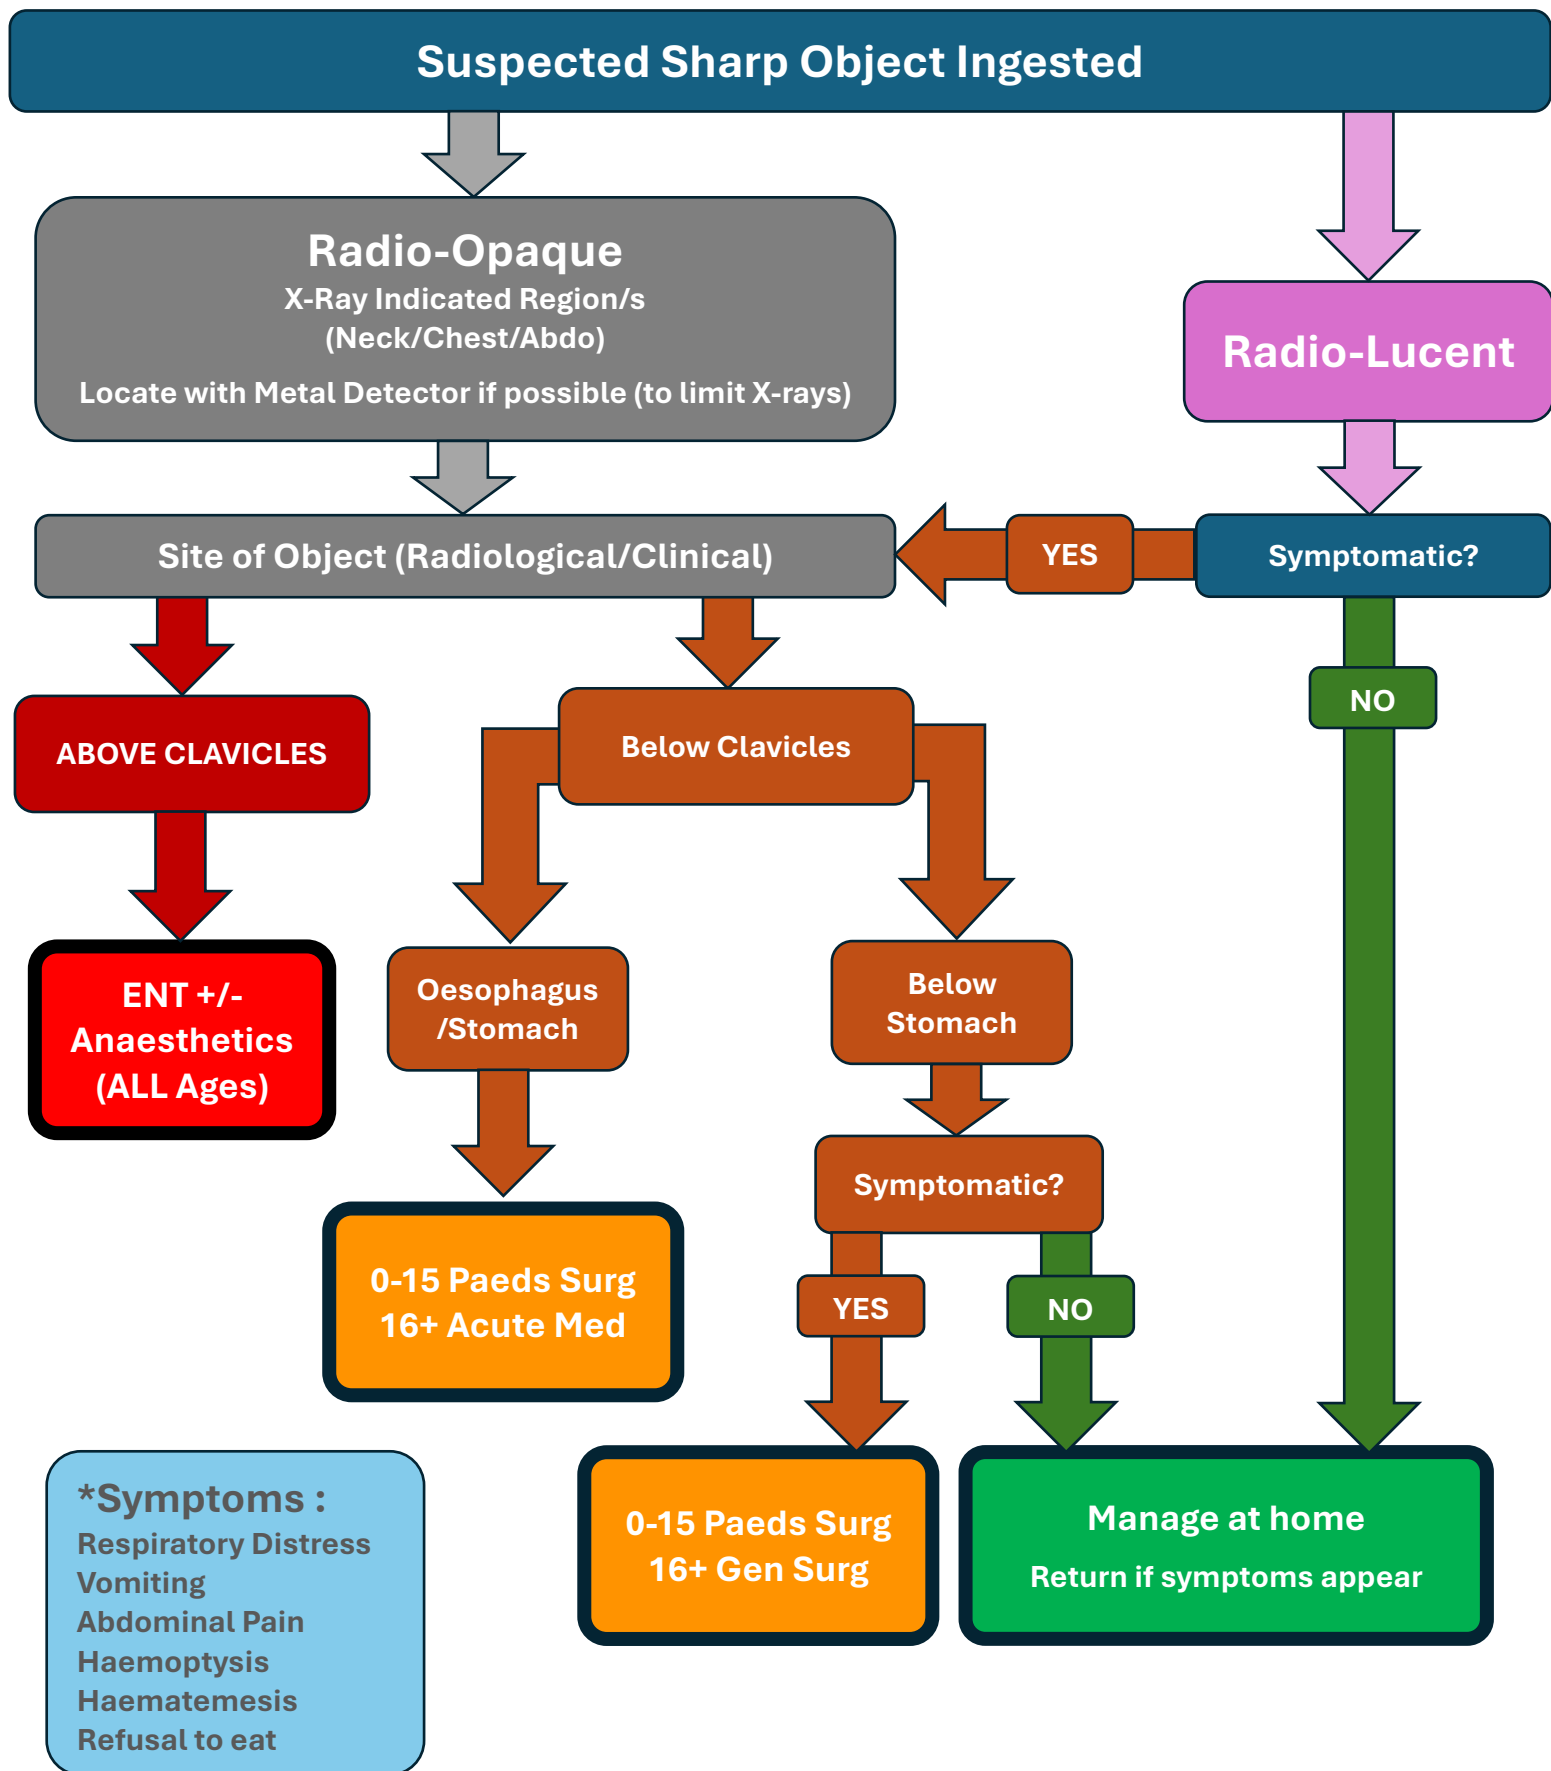 Suspected Sharp Object Ingested
Radio-Opaque
X-Ray Indicated Region/s
(Neck/Chest/Abdo)
Locate with Metal Detector if possible (to limit X-rays)
Radio-Lucent
Site of Object (Radiological/Clinical)
YES
Symptomatic?
NO
ABOVE CLAVICLES
Below Clavicles
ENT +/-
Anaesthetics
(ALL Ages)
Oesophagus
/Stomach
Below
Stomach
Symptomatic?
0-15 Paeds Surg
16+ Acute Med
YES
NO
*Symptoms :
Respiratory Distress
Vomiting
Abdominal Pain
Haemoptysis
Haematemesis
Refusal to eat
0-15 Paeds Surg
16+ Gen Surg
Manage at home
Return if symptoms appear